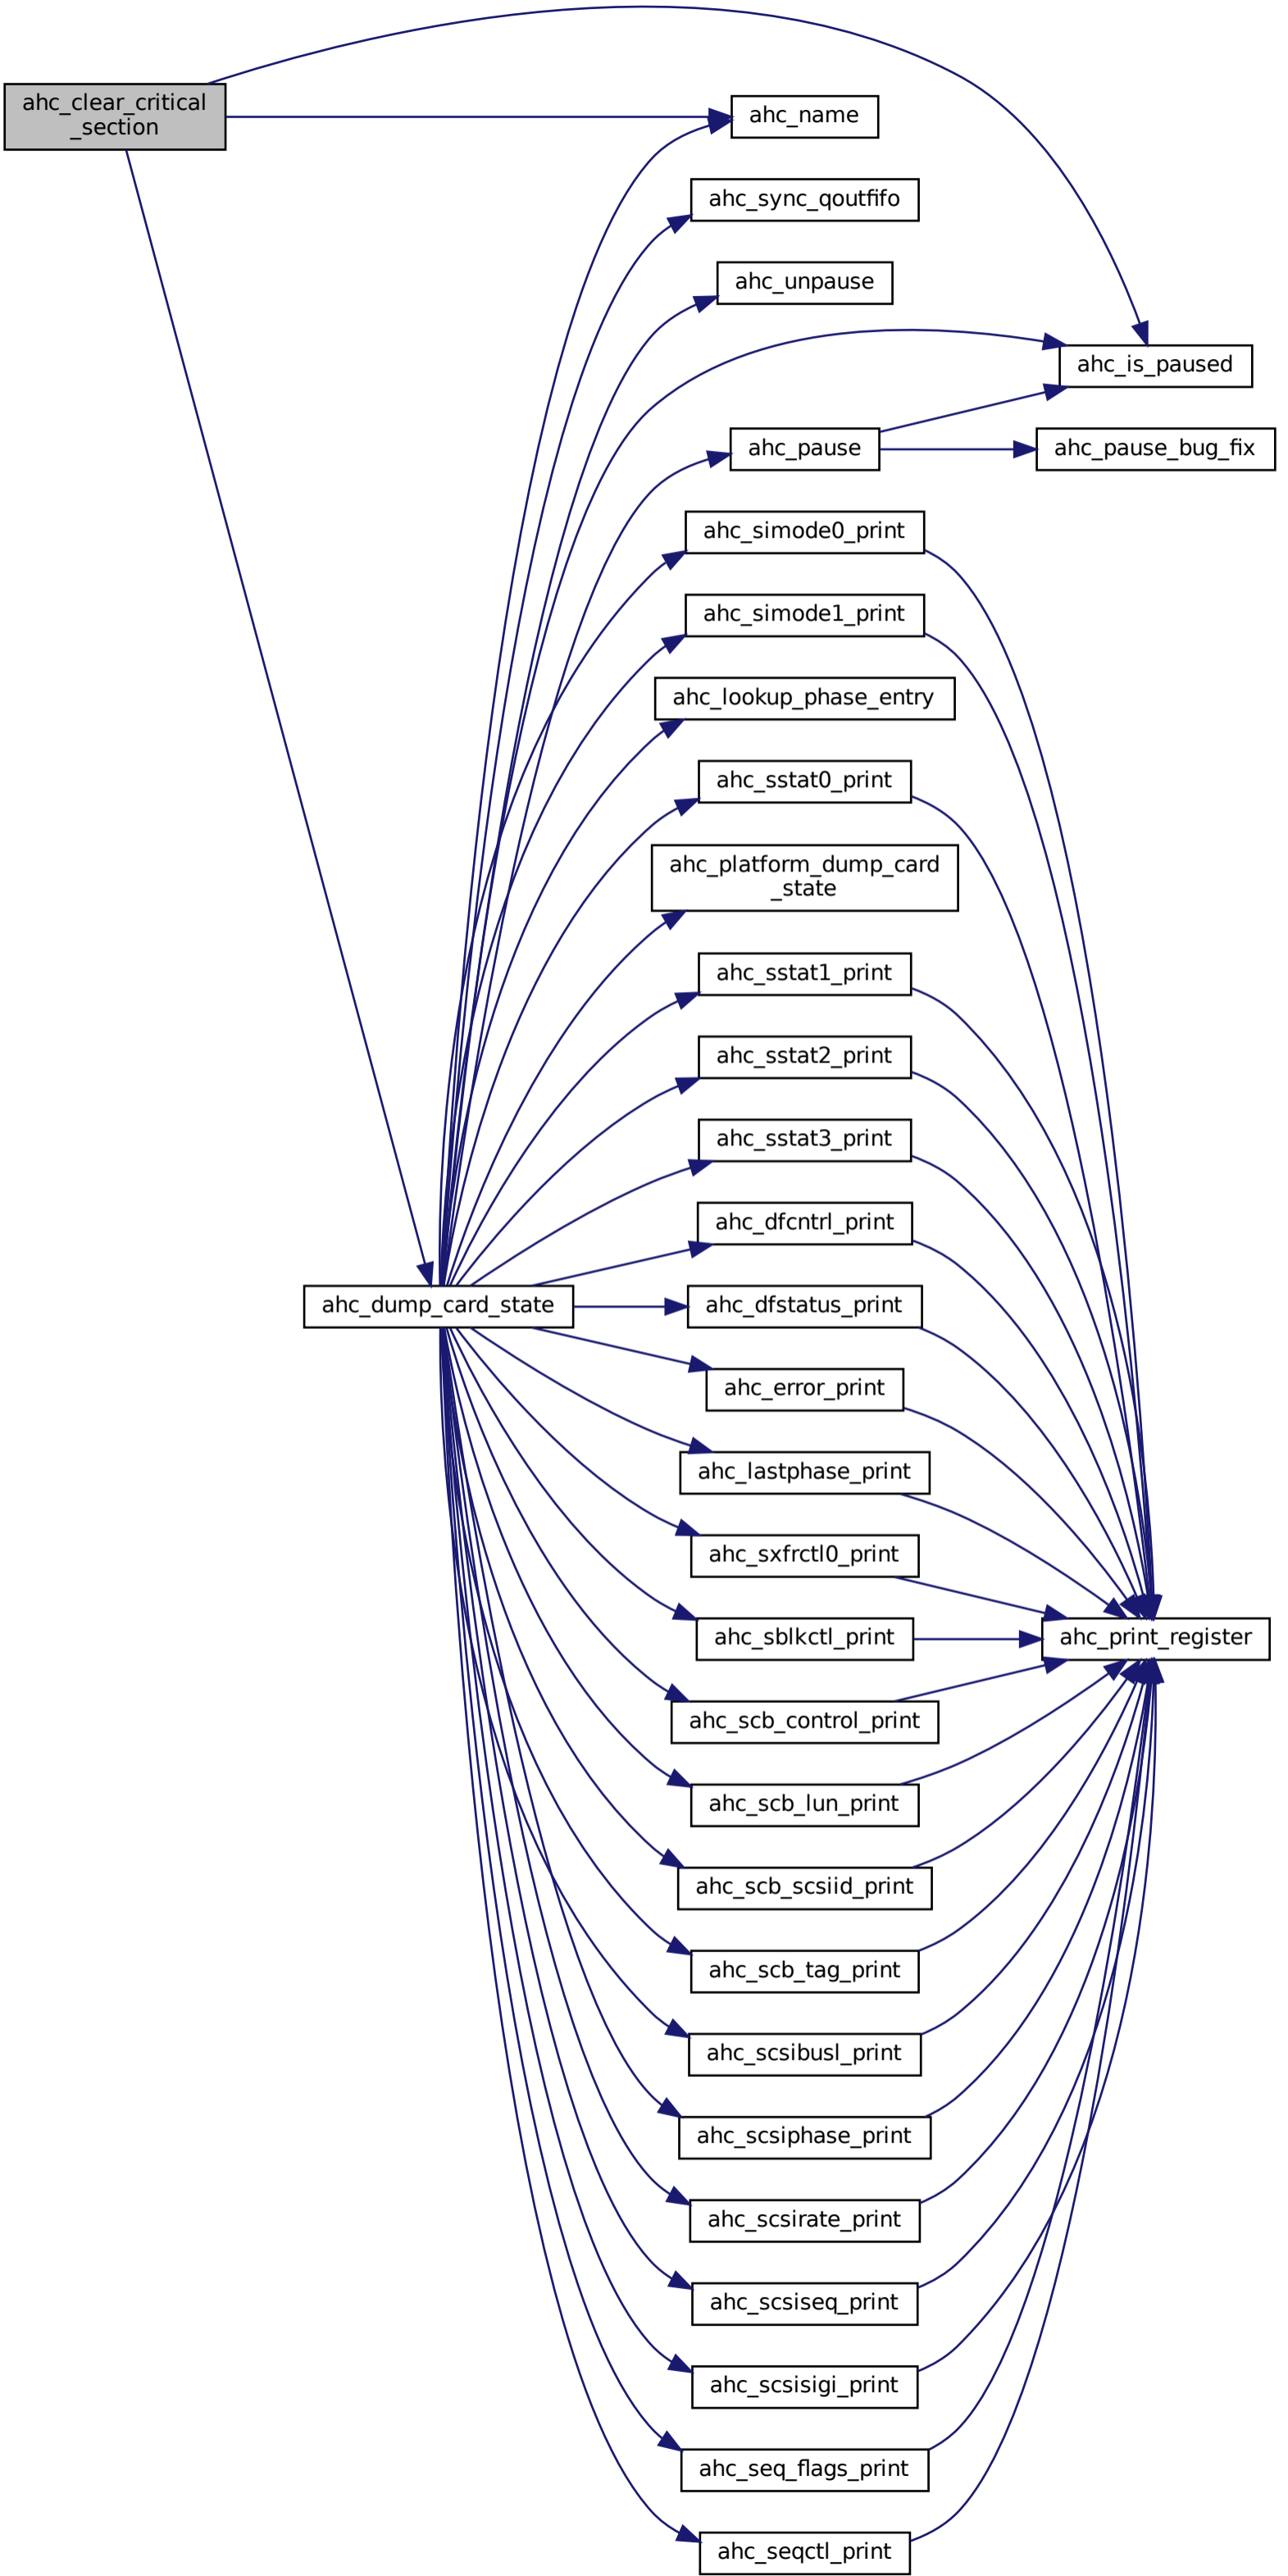 ahc_clear_critical
_section
ahc_name
ahc_sync_qoutfifo
ahc_unpause
ahc_is_paused
ahc_pause
ahc_pause_bug_fix
ahc_simode0_print
ahc_simode1_print
ahc_lookup_phase_entry
ahc_sstat0_print
ahc_platform_dump_card
_state
ahc_sstat1_print
ahc_sstat2_print
ahc_sstat3_print
ahc_dfcntrl_print
ahc_dump_card_state
ahc_dfstatus_print
ahc_error_print
ahc_lastphase_print
ahc_sxfrctl0_print
ahc_sblkctl_print
ahc_print_register
ahc_scb_control_print
ahc_scb_lun_print
ahc_scb_scsiid_print
ahc_scb_tag_print
ahc_scsibusl_print
ahc_scsiphase_print
ahc_scsirate_print
ahc_scsiseq_print
ahc_scsisigi_print
ahc_seq_flags_print
ahc_seqctl_print